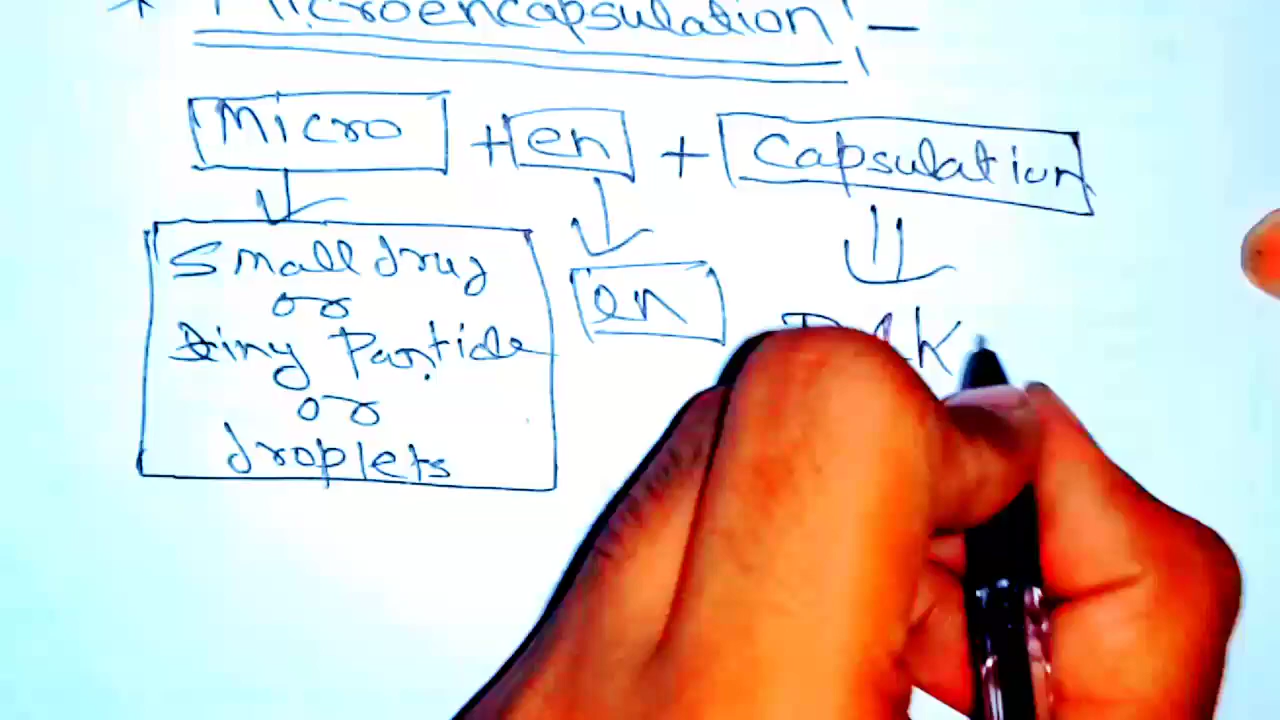 * Microencapsulation :-
Micro + en + Capsulation
Small drug
or
tiny Particle
or
droplets
en